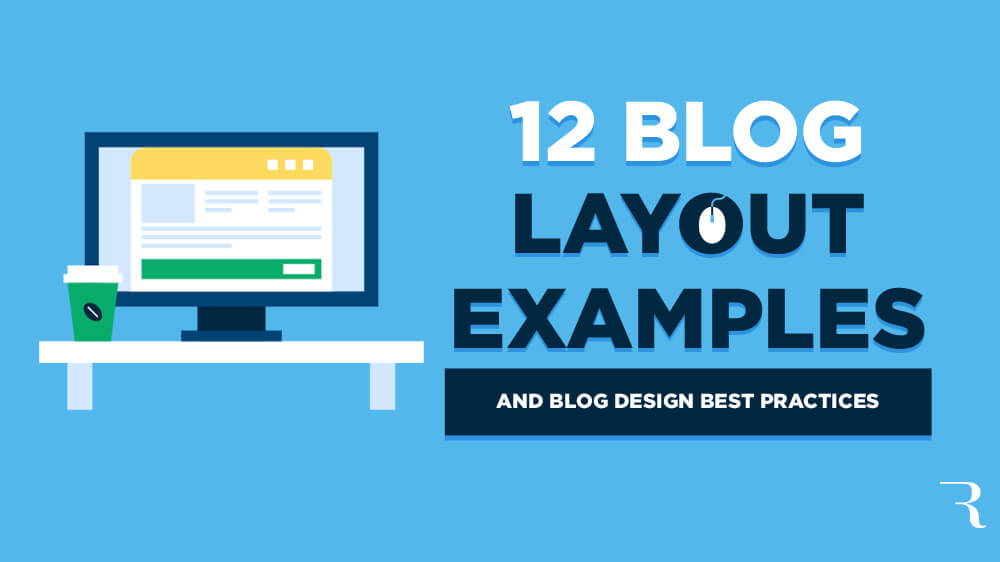 12 BLOG
LAYOUT
EXAMPLES
AND BLOG DESIGN BEST PRACTICES
R